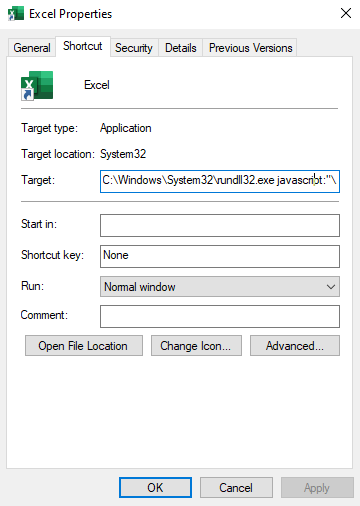 Excel Properties
General Shortcut Security Details Previous Versions
Excel
Target type: Application
Target location: System32
Target: C:\Windows\System32\rundll32.exe javascript:"\
Start in:
Shortcut key: None
Run: Normal window
Comment:
Open File Location Change Icon... Advanced...
OK Cancel Apply